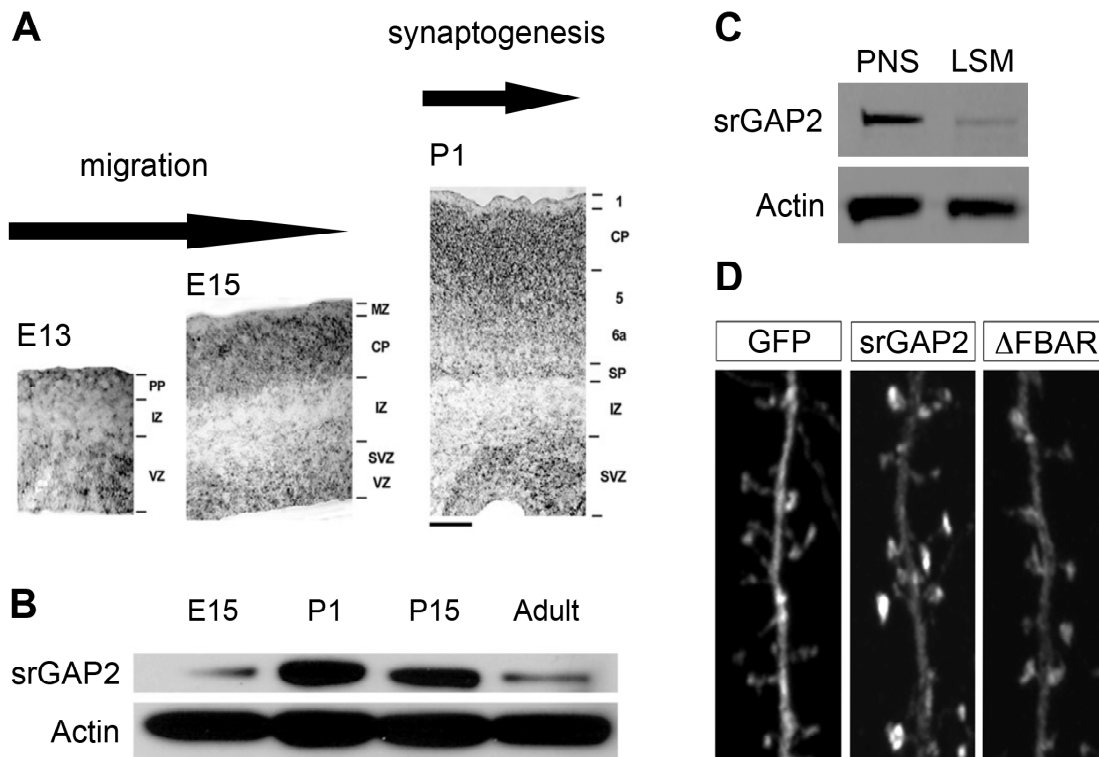 A
synaptogenesis
migration
P1
E15
E13
PP
IZ
VZ
MZ
CP
IZ
SVZ
VZ
1
CP
5
6a
SP
IZ
SVZ
B
E15 P1 P15 Adult
srGAP2
Actin
C
PNS LSM
srGAP2
Actin
D
GFP srGAP2 ΔFBAR